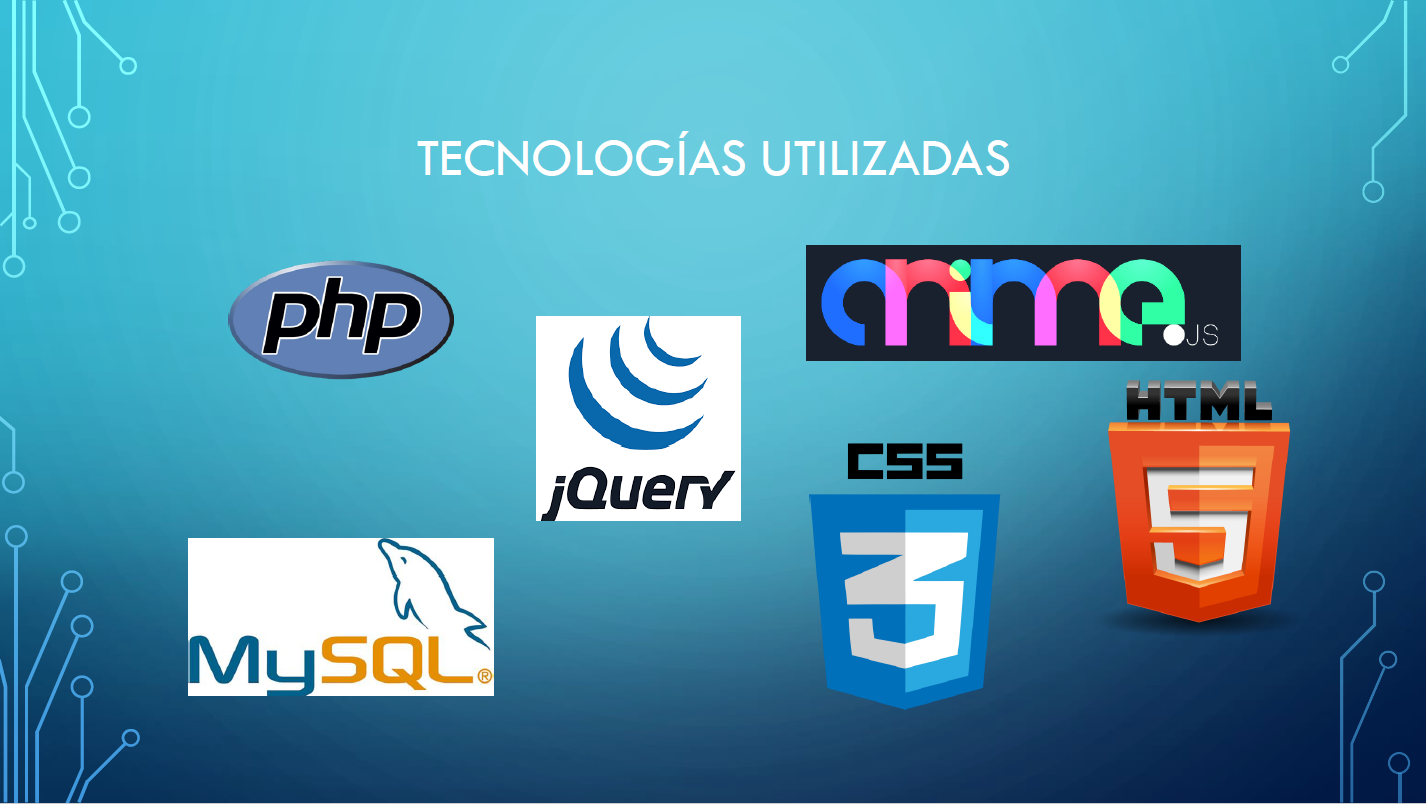 TECNOLOGÍAS UTILIZADAS
php
anime.JS
jQuery
HTML
5
CSS
3
MySQL®